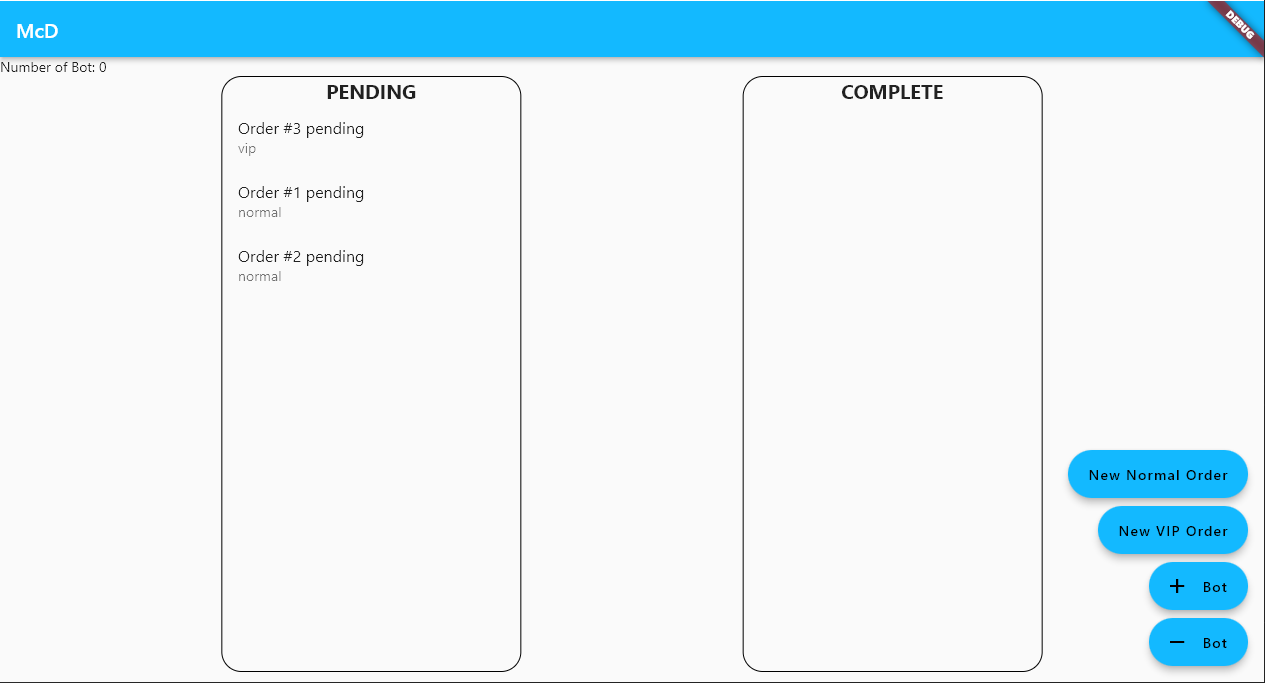 McD
DEBUG
Number of Bot: 0
PENDING
Order #3 pending
vip
Order #1 pending
normal
Order #2 pending
normal
COMPLETE
New Normal Order
New VIP Order
+ Bot
− Bot